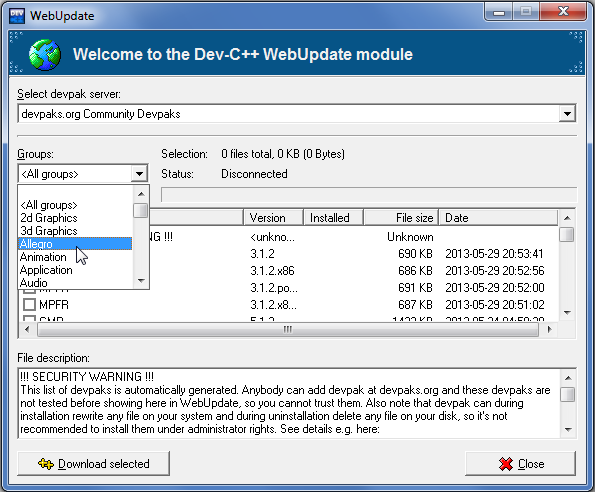 DEV
WebUpdate
Welcome to the Dev-C++ WebUpdate module
Select devpak server:
devpaks.org Community Devpaks
Groups:
Selection: 0 files total, 0 KB (0 Bytes)
<All groups>
Status: Disconnected
<All groups>
2d Graphics
3d Graphics
Allegro
Animation
Application
Audio
Version Installed File size Date
!!! <unkno... Unknown
3.1.2 690 KB 2013-05-29 20:53:41
3.1.2.x86 686 KB 2013-05-29 20:52:56
3.1.2.po... 691 KB 2013-05-29 20:52:00
MPFR 3.1.2.x8... 687 KB 2013-05-29 20:51:02
File description:
!!! SECURITY WARNING !!!
This list of devpaks is automatically generated. Anybody can add devpak at devpaks.org and these devpaks are
not tested before showing here in WebUpdate, so you cannot trust them. Also note that devpak can during
installation rewrite any file on your system and during uninstallation delete any file on your disk, so it's not
recommended to install them under administrator rights. See details e.g. here:
Download selected
Close